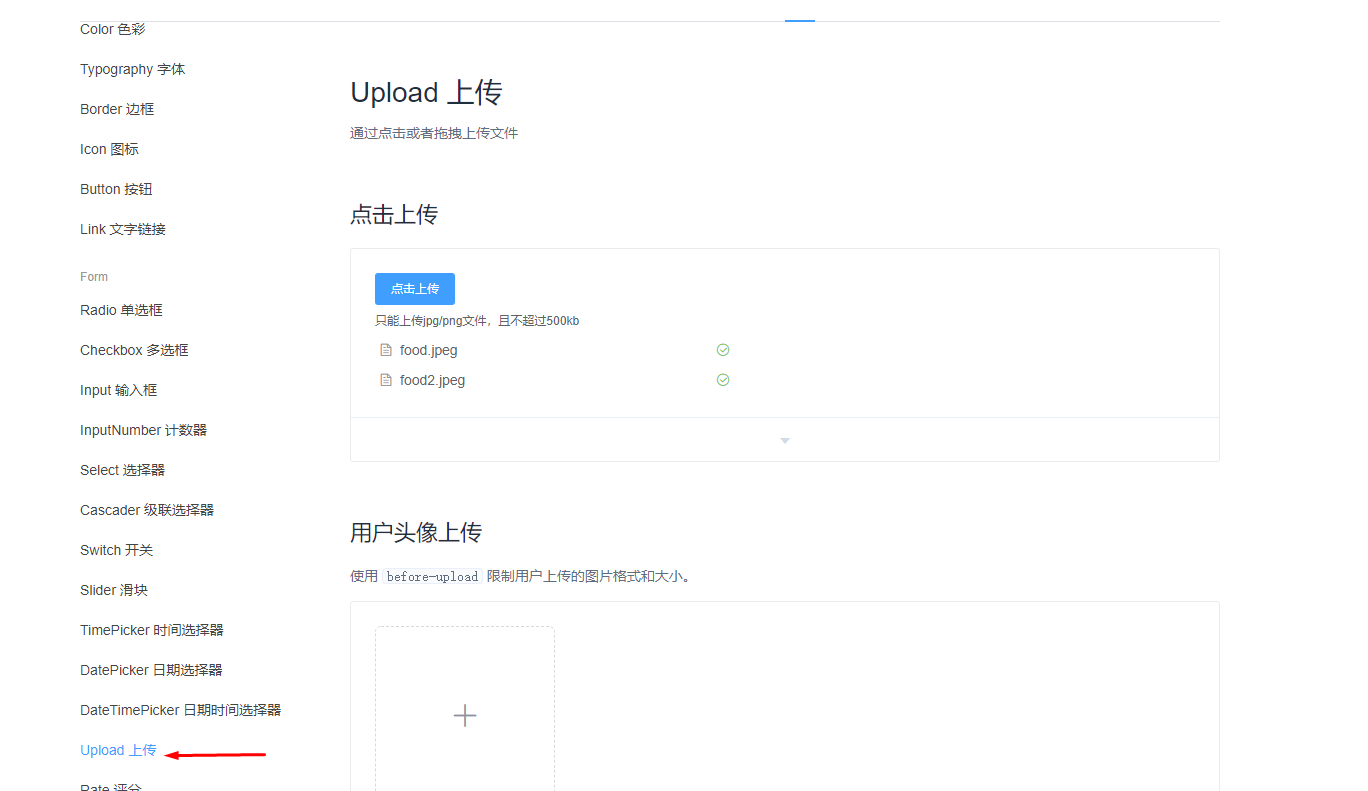 Color 色彩
Typography 字体
Border 边框
Icon 图标
Button 按钮
Link 文字链接
Form
Radio 单选框
Checkbox 多选框
Input 输入框
InputNumber 计数器
Select 选择器
Cascader 级联选择器
Switch 开关
Slider 滑块
TimePicker 时间选择器
DatePicker 日期选择器
DateTimePicker 日期时间选择器
Upload 上传
Rate 评分
Upload 上传
通过点击或者拖拽上传文件
点击上传
点击上传
只能上传jpg/png文件，且不超过500kb
food.jpeg
food2.jpeg
用户头像上传
使用 before-upload 限制用户上传的图片格式和大小。